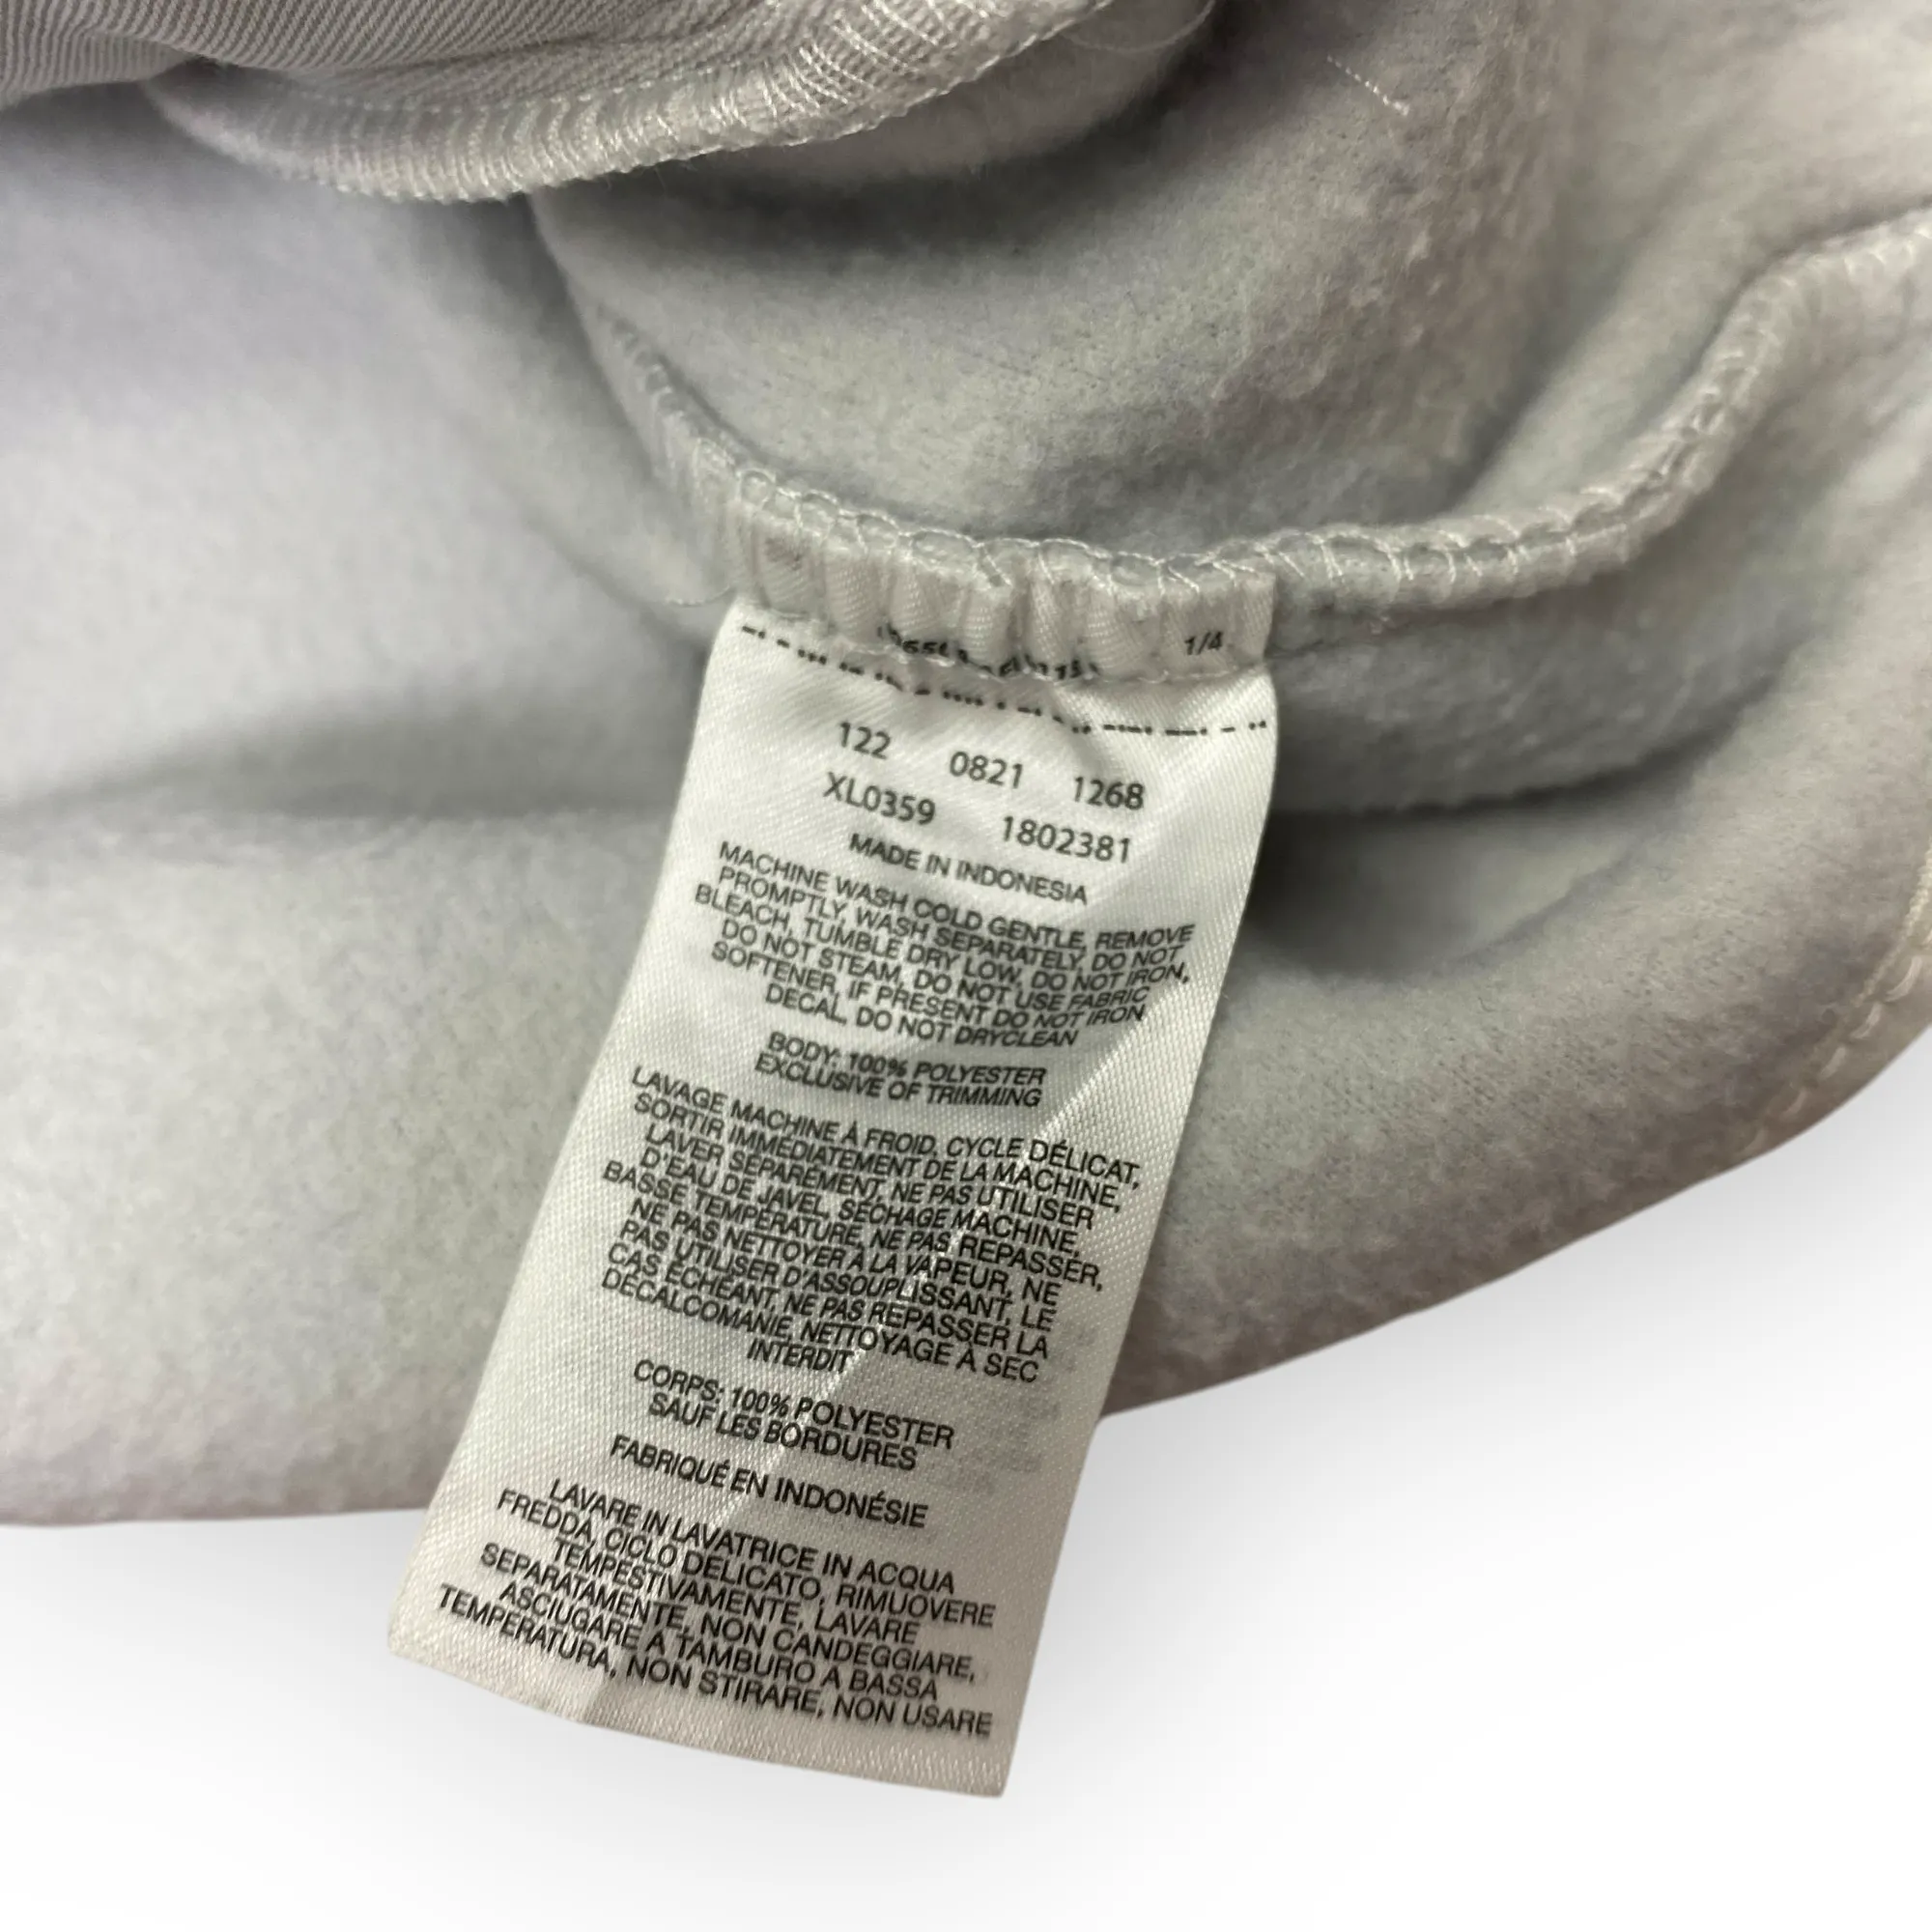 1/4
122 0821 1268
XL0359 1802381
MADE IN INDONESIA
MACHINE WASH COLD GENTLE, REMOVE
PROMPTLY, WASH SEPARATELY, DO NOT
BLEACH, TUMBLE DRY LOW, DO NOT IRON,
DO NOT STEAM, DO NOT USE FABRIC
SOFTENER, IF PRESENT DO NOT IRON
DECAL, DO NOT DRYCLEAN
BODY: 100% POLYESTER
EXCLUSIVE OF TRIMMING
LAVAGE MACHINE À FROID, CYCLE DÉLICAT,
SORTIR IMMÉDIATEMENT DE LA MACHINE,
LAVER SÉPARÉMENT, NE PAS UTILISER
D'EAU DE JAVEL, SÉCHAGE MACHINE,
BASSE TEMPÉRATURE, NE PAS REPASSER,
NE PAS NETTOYER À LA VAPEUR, NE
PAS UTILISER D'ASSOUPLISSANT, LE
CAS ÉCHÉANT, NE PAS REPASSER LA
DÉCALCOMANIE, NETTOYAGE À SEC
INTERDIT
CORPS: 100% POLYESTER
SAUF LES BORDURES
FABRIQUÉ EN INDONÉSIE
LAVARE IN LAVATRICE IN ACQUA
FREDDA, CICLO DELICATO, RIMUOVERE
TEMPESTIVAMENTE, LAVARE
SEPARATAMENTE, NON CANDEGGIARE,
ASCIUGARE A TAMBURO A BASSA
TEMPERATURA, NON STIRARE, NON USARE